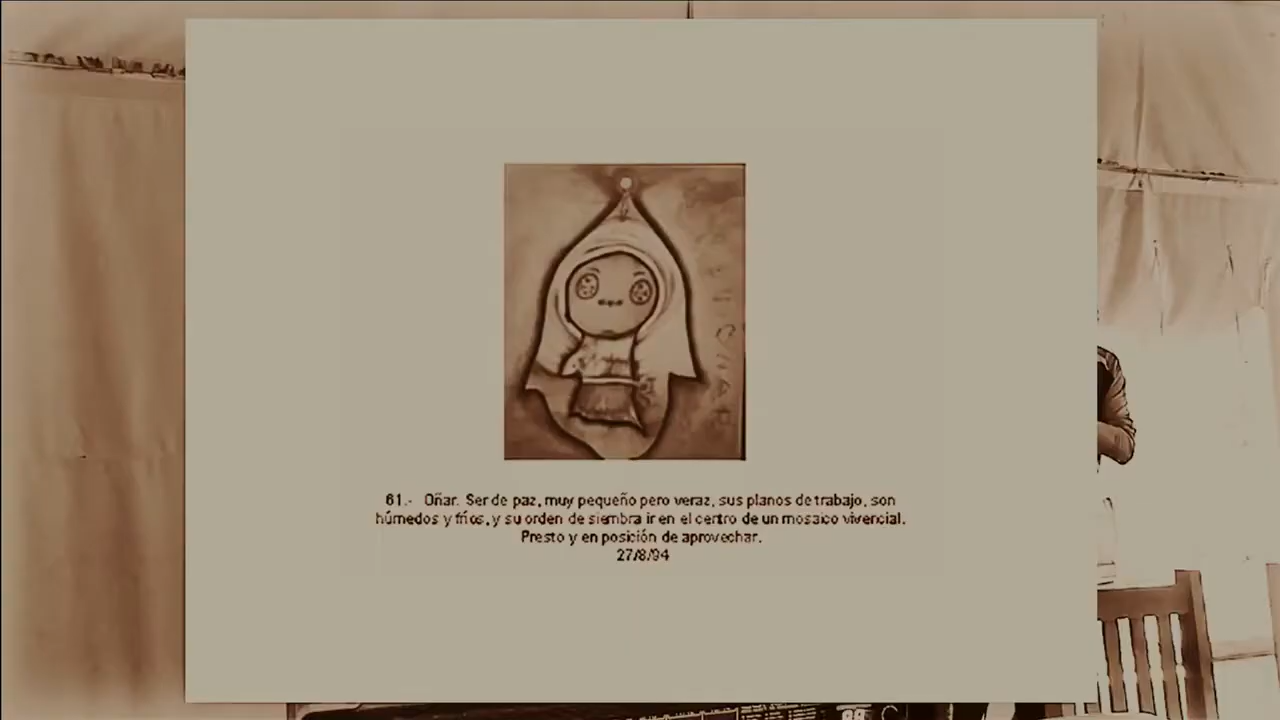 61.- Oñar. Ser de paz, muy pequeño pero veraz, sus planos de trabajo, son
húmedos y fríos, y su orden de siembra ir en el certro de un mosaico vivencial.
Presto y en posición de aprovechar.
27/8/94